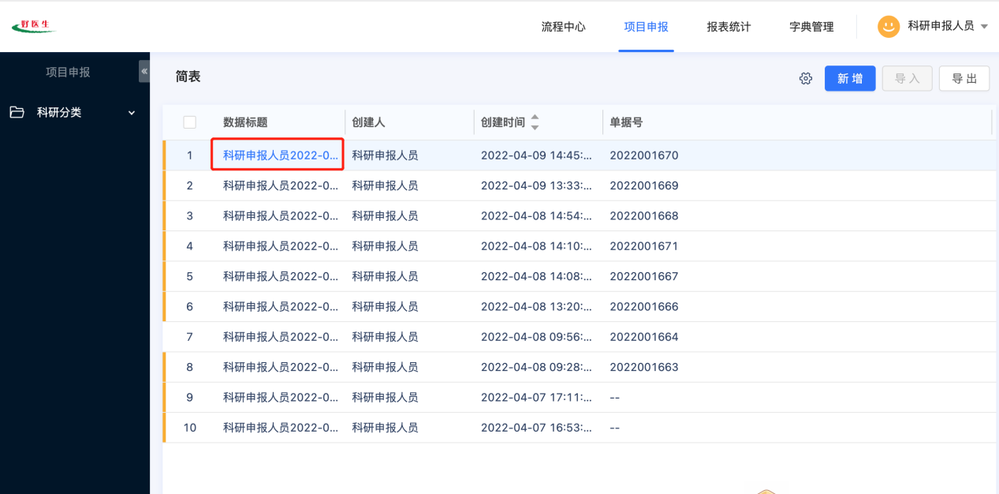 好医生
流程中心 项目申报 报表统计 字典管理 科研申报人员
项目申报 «
科研分类
简表
新增 导入 导出
数据标题 创建人 创建时间 单据号
1 科研申报人员2022-0... 科研申报人员 2022-04-09 14:45:... 2022001670
2 科研申报人员2022-0... 科研申报人员 2022-04-09 13:33:... 2022001669
3 科研申报人员2022-0... 科研申报人员 2022-04-08 14:54:... 2022001668
4 科研申报人员2022-0... 科研申报人员 2022-04-08 14:10:... 2022001671
5 科研申报人员2022-0... 科研申报人员 2022-04-08 14:08:... 2022001667
6 科研申报人员2022-0... 科研申报人员 2022-04-08 13:20:... 2022001666
7 科研申报人员2022-0... 科研申报人员 2022-04-08 09:56:... 2022001664
8 科研申报人员2022-0... 科研申报人员 2022-04-08 09:28:... 2022001663
9 科研申报人员2022-0... 科研申报人员 2022-04-07 17:11:... --
10 科研申报人员2022-0... 科研申报人员 2022-04-07 16:53:... --